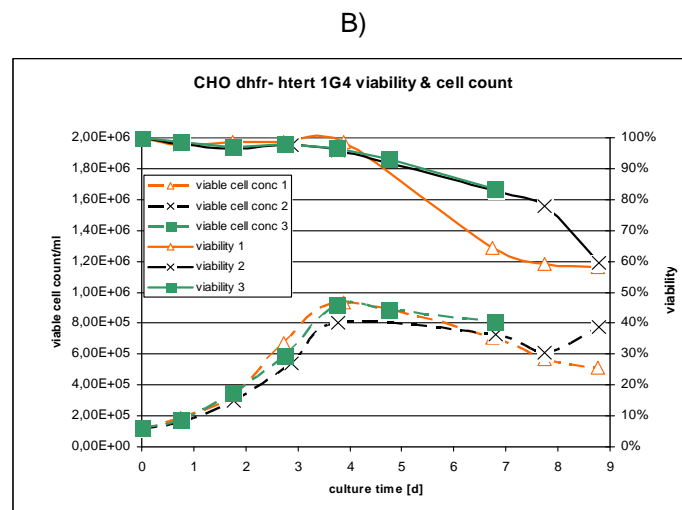 B)
CHO dhfr- htert 1G4 viability & cell count
2,00E+06
1,80E+06
1,60E+06
1,40E+06
1,20E+06
1,00E+06
8,00E+05
6,00E+05
4,00E+05
2,00E+05
0,00E+00
viable cell count/ml
viable cell conc 1
viable cell conc 2
viable cell conc 3
viability 1
viability 2
viability 3
100%
90%
80%
70%
60%
50%
40%
30%
20%
10%
0%
viability
0 1 2 3 4 5 6 7 8 9
culture time [d]